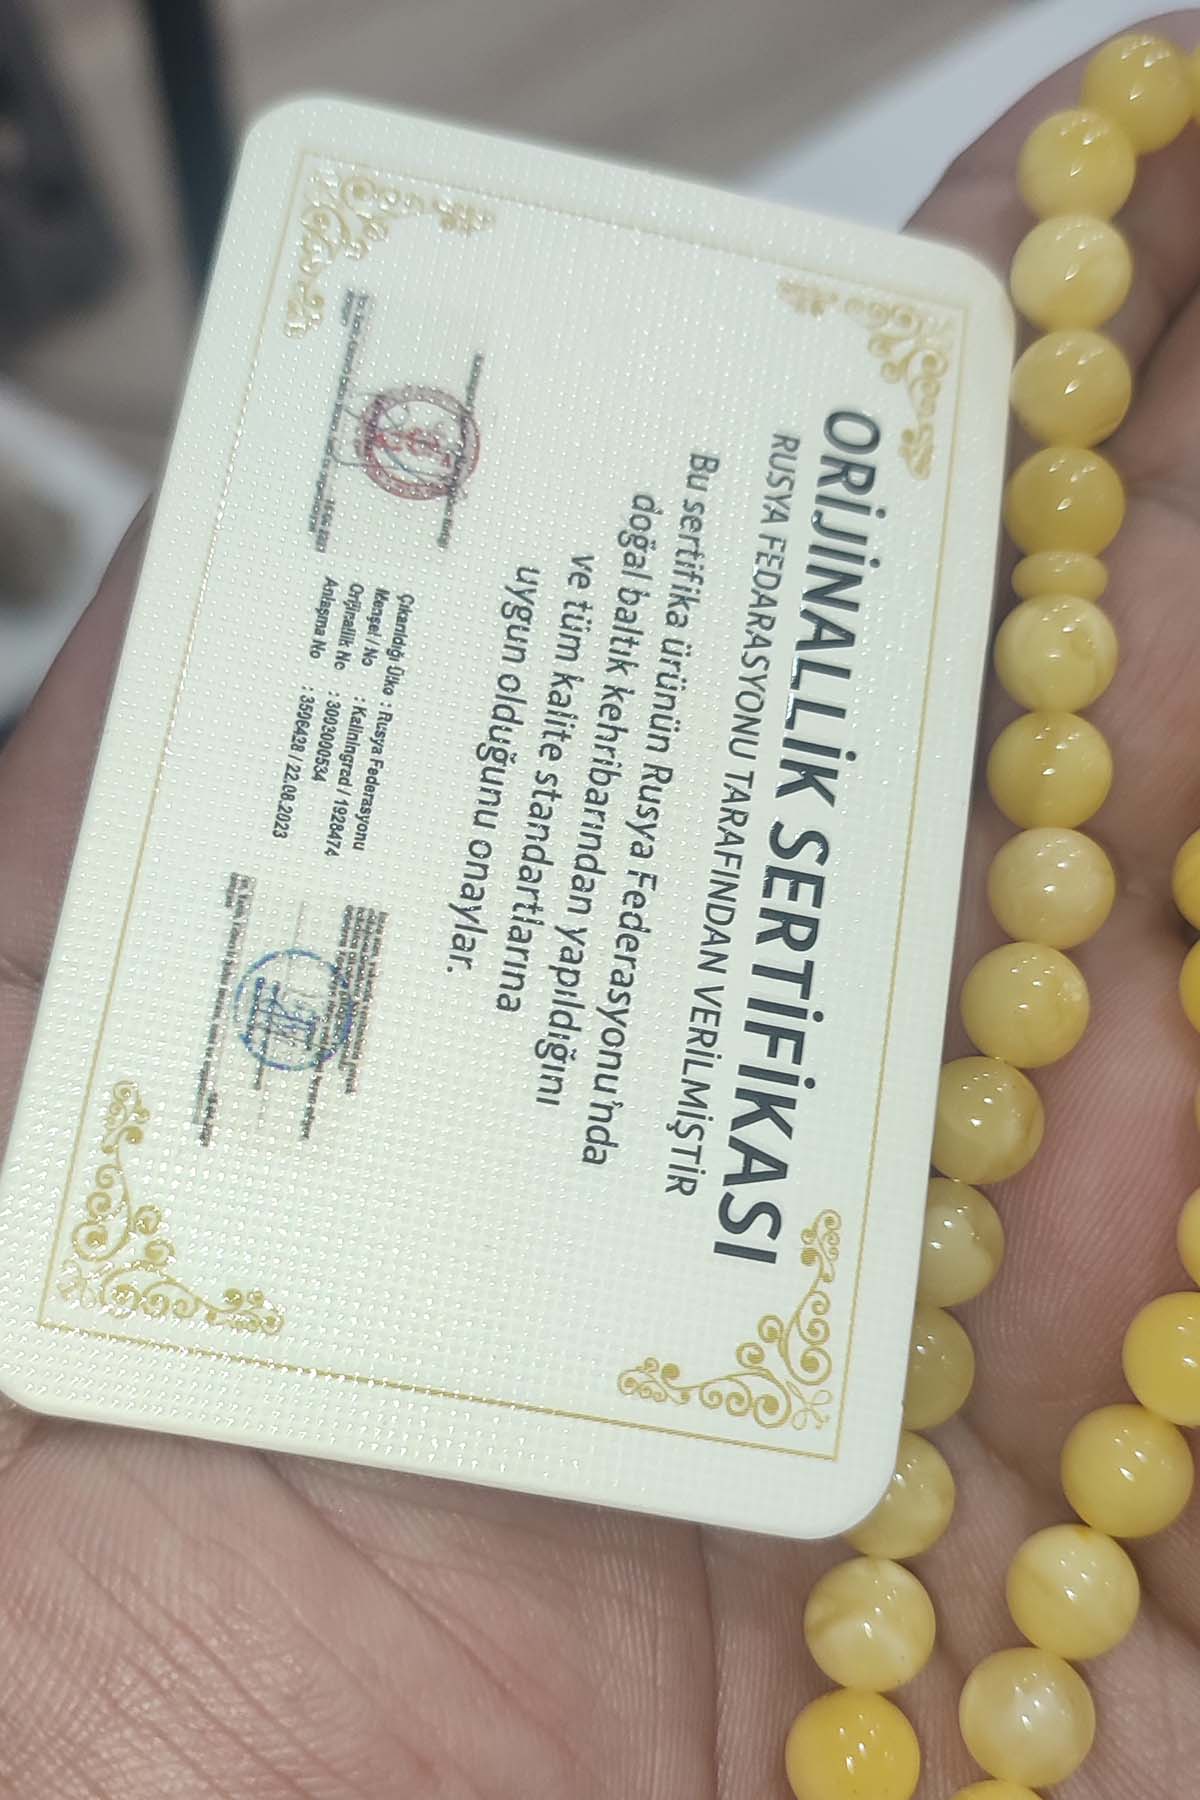 ORİJİNALLİK SERTİFİKASI
RUSYA FEDARASYONU TARAFINDAN VERİLMİŞTİR
Bu sertifika ürünün Rusya Federasyonu'nda
doğal baltık kehribarından yapıldığını
ve tüm kalite standartlarına
uygun olduğunu onaylar.
Çıkarıldığı Ülke : Rusya Federasyonu
Menşei / No : Kaliningrad / 1928474
Orijinallik No : 3003000534
Anlaşma No : 3506428 / 22.08.2023